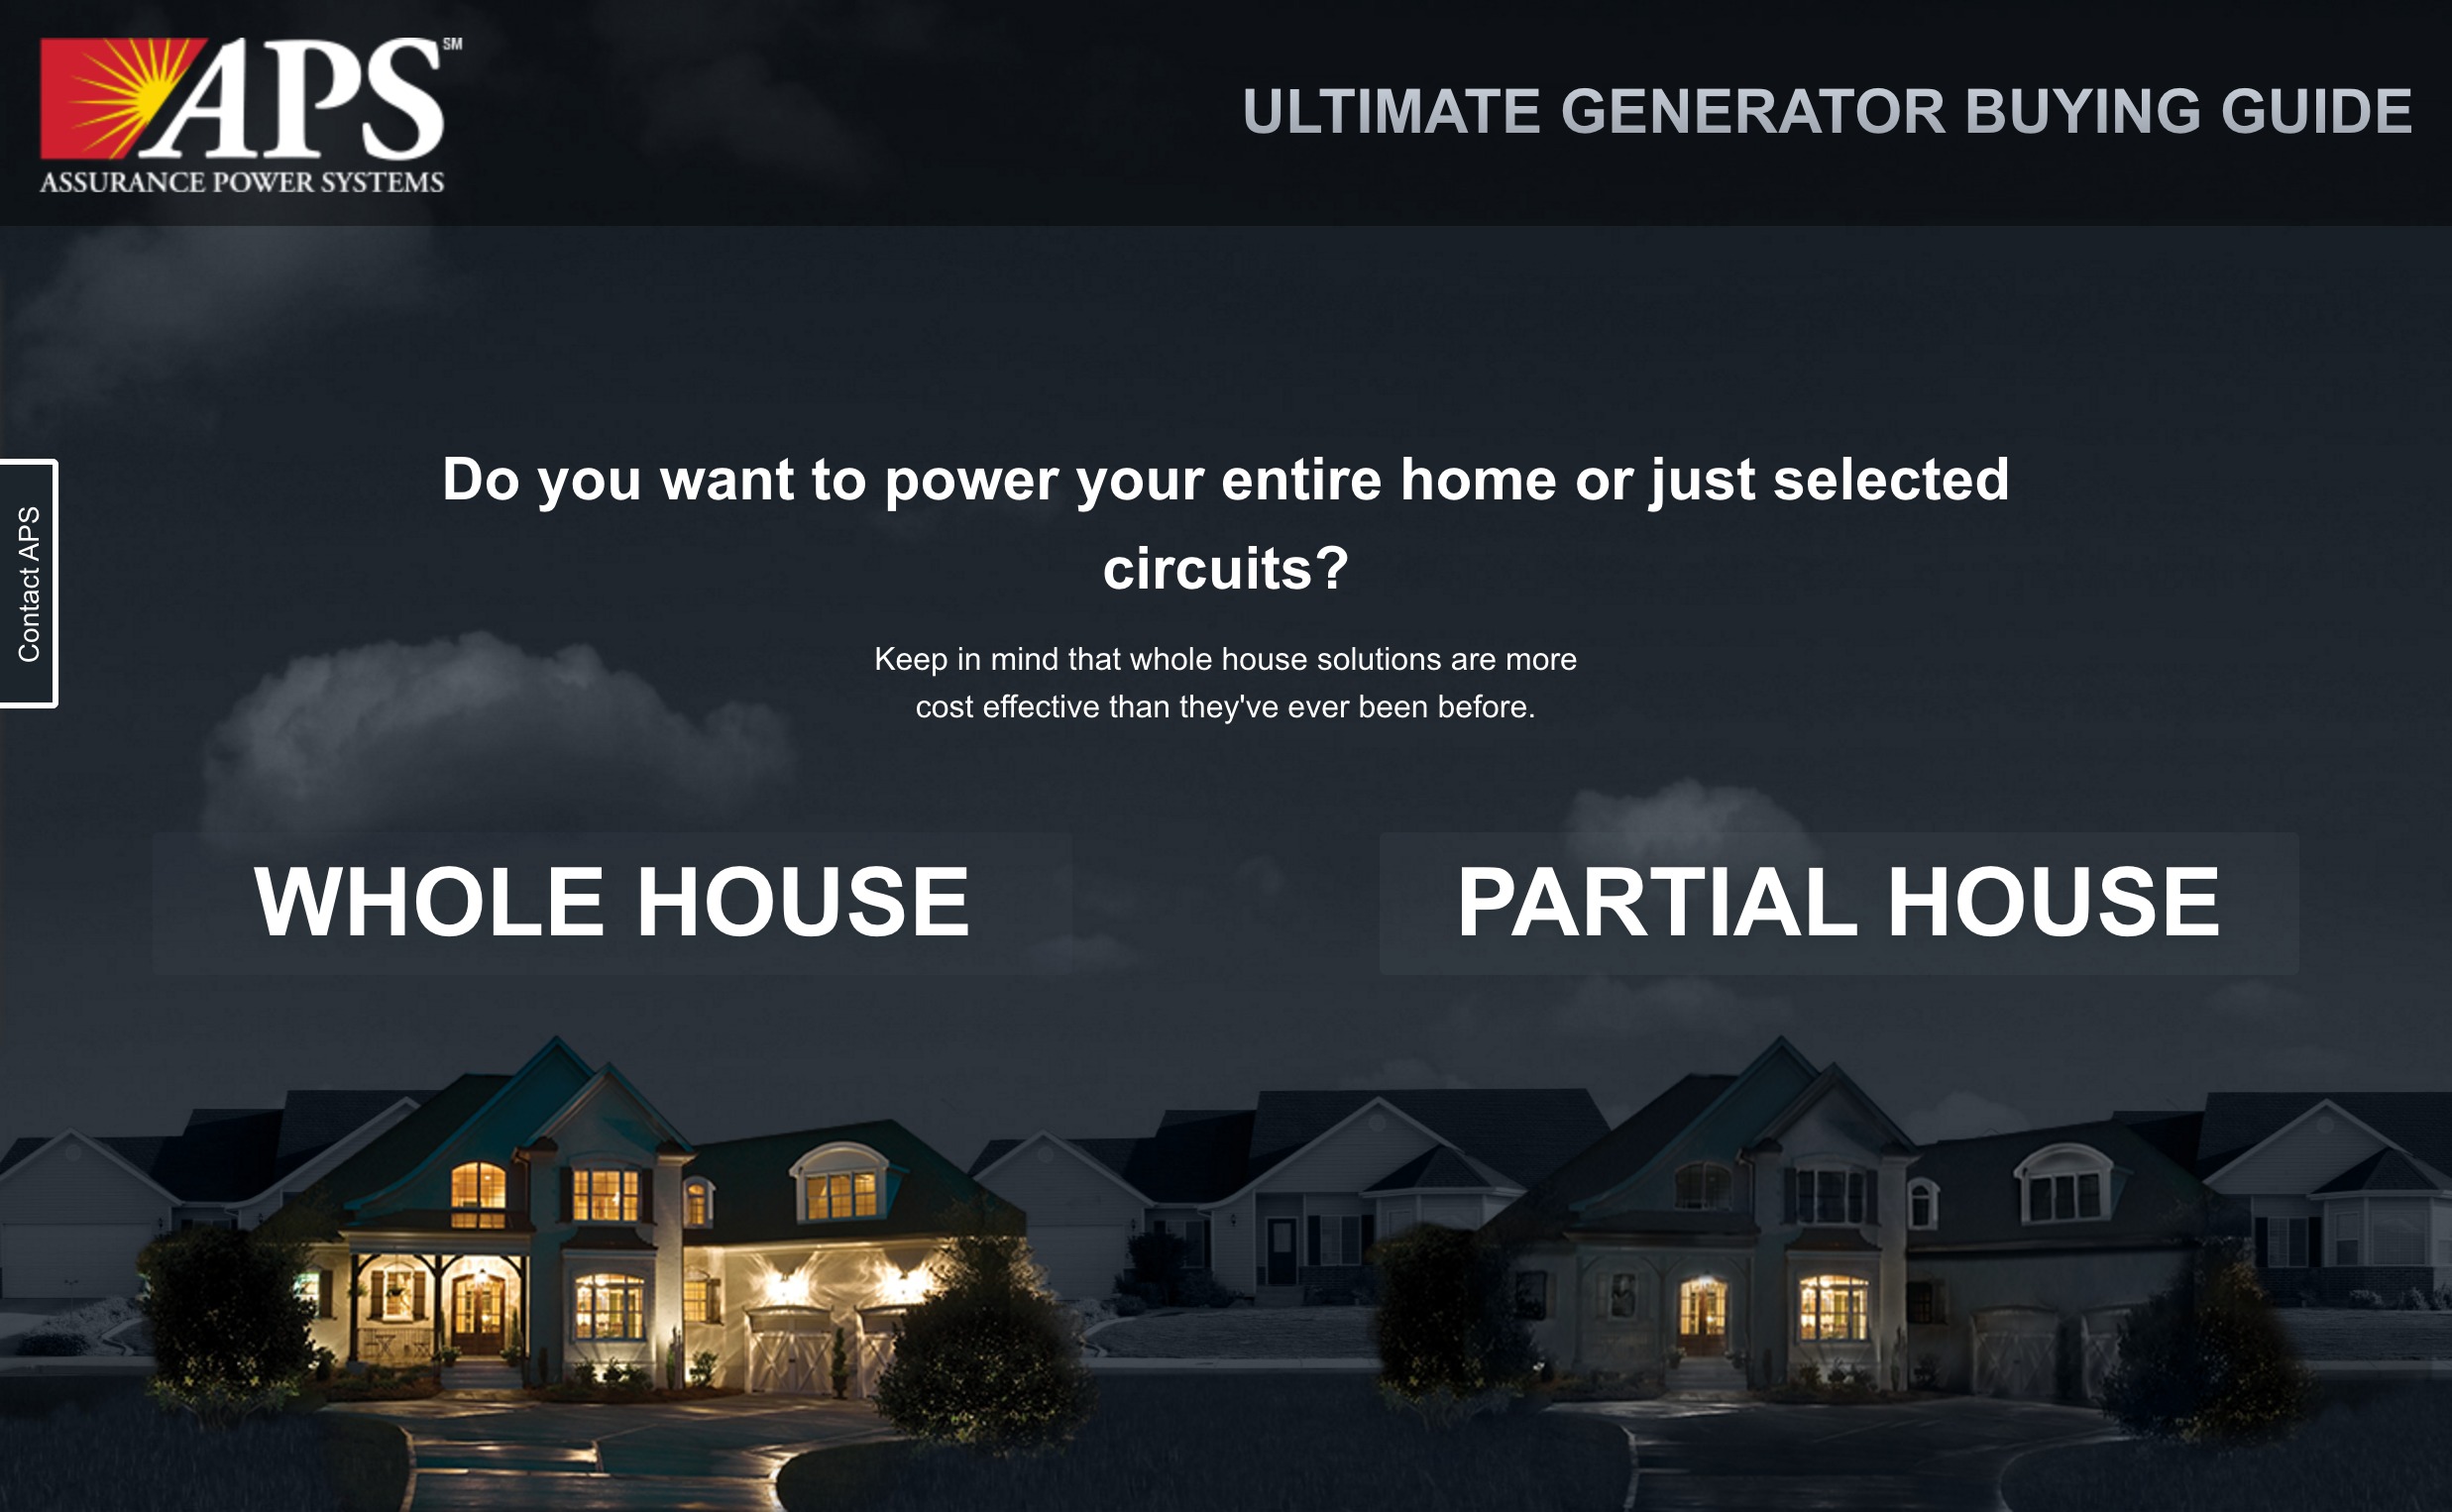 APS℠
ASSURANCE POWER SYSTEMS
ULTIMATE GENERATOR BUYING GUIDE
Contact APS
Do you want to power your entire home or just selected
circuits?
Keep in mind that whole house solutions are more
cost effective than they've ever been before.
WHOLE HOUSE
PARTIAL HOUSE